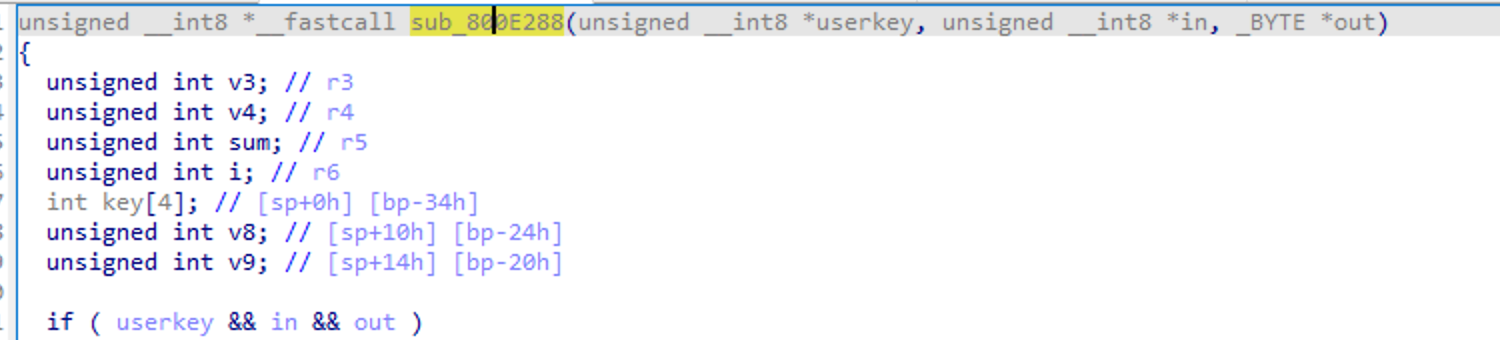 unsigned __int8 *__fastcall sub_800E288(unsigned __int8 *userkey, unsigned __int8 *in, _BYTE *out)
{
  unsigned int v3; // r3
  unsigned int v4; // r4
  unsigned int sum; // r5
  unsigned int i; // r6
  int key[4]; // [sp+0h] [bp-34h]
  unsigned int v8; // [sp+10h] [bp-24h]
  unsigned int v9; // [sp+14h] [bp-20h]
  if ( userkey && in && out )